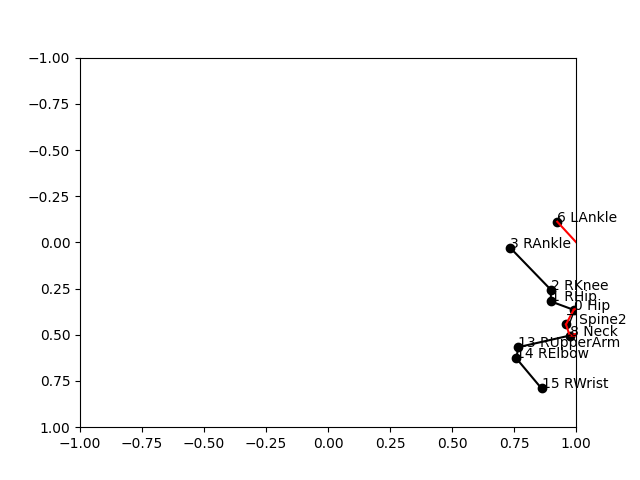 −1.00
−0.75
−0.50
−0.25
0.00
0.25
0.50
0.75
1.00
6 LAnkle
3 RAnkle
2 RKnee
1 RHip
0 Hip
7 Spine2
8 Neck
13 RUpperArm
14 RElbow
15 RWrist
−1.00 −0.75 −0.50 −0.25 0.00 0.25 0.50 0.75 1.00